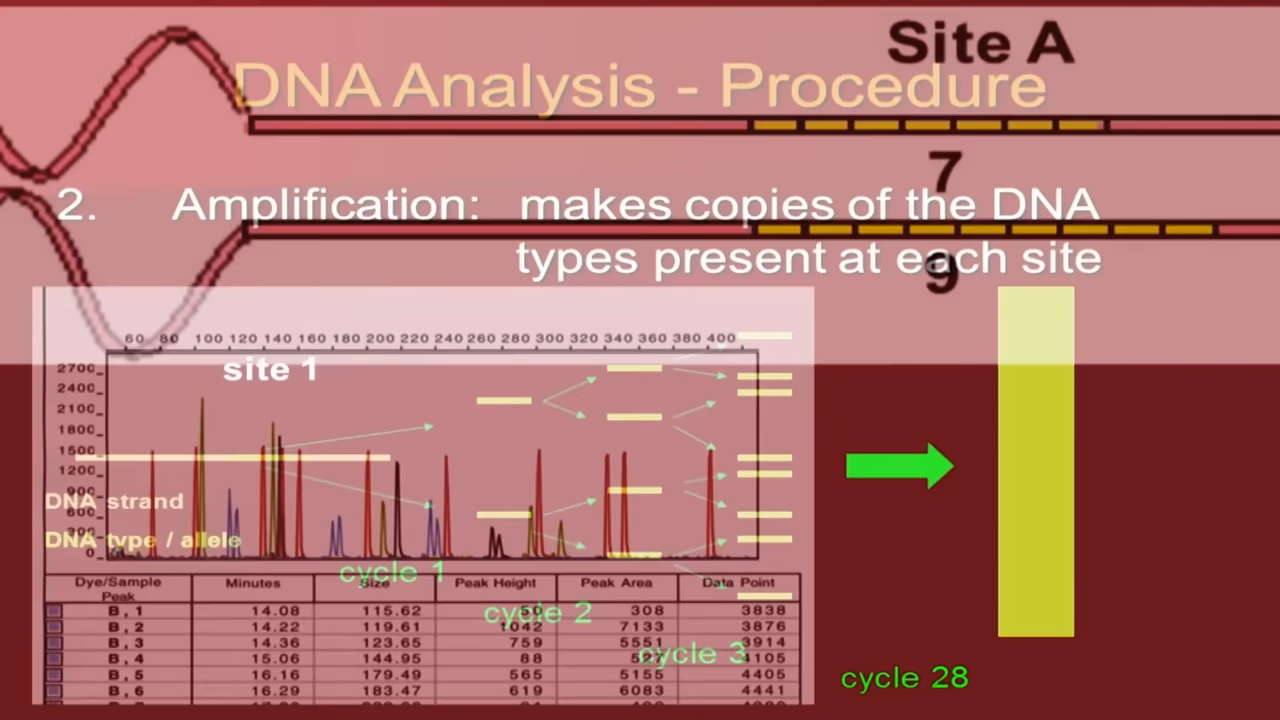 Site A
DNA Analysis - Procedure
7
2. Amplification: makes copies of the DNA
types present at each site
9
60 80 100 120 140 160 180 200 220 240 260 280 300 320 340 360 380 400
site 1
2700
2400
2100
1800
1500
1200
900
600
300
0
DNA strand
DNA type / allele
cycle 1
cycle 2
cycle 3
cycle 28
Dye/Sample Peak Minutes Size Peak Height Peak Area Data Point
B, 1 14.08 115.62 50 308 3838
B, 2 14.22 119.61 1042 7133 3876
B, 3 14.36 123.65 759 5551 3914
B, 4 15.06 144.95 88 4105
B, 5 16.16 179.49 565 5155 4405
B, 6 16.29 183.47 619 6083 4441